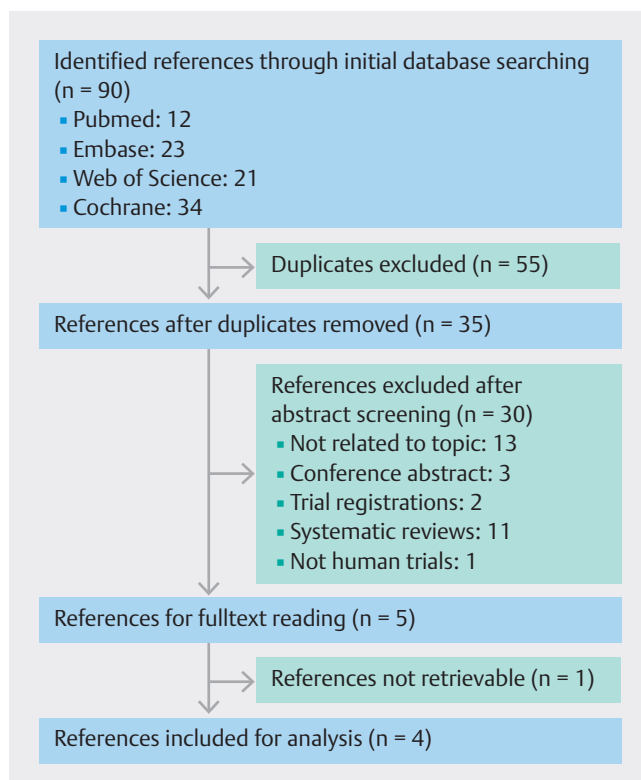 Identified references through initial database searching
(n = 90)
▪ Pubmed: 12
▪ Embase: 23
▪ Web of Science: 21
▪ Cochrane: 34
Duplicates excluded (n = 55)
References after duplicates removed (n = 35)
References excluded after
abstract screening (n = 30)
▪ Not related to topic: 13
▪ Conference abstract: 3
▪ Trial registrations: 2
▪ Systematic reviews: 11
▪ Not human trials: 1
References for fulltext reading (n = 5)
References not retrievable (n = 1)
References included for analysis (n = 4)